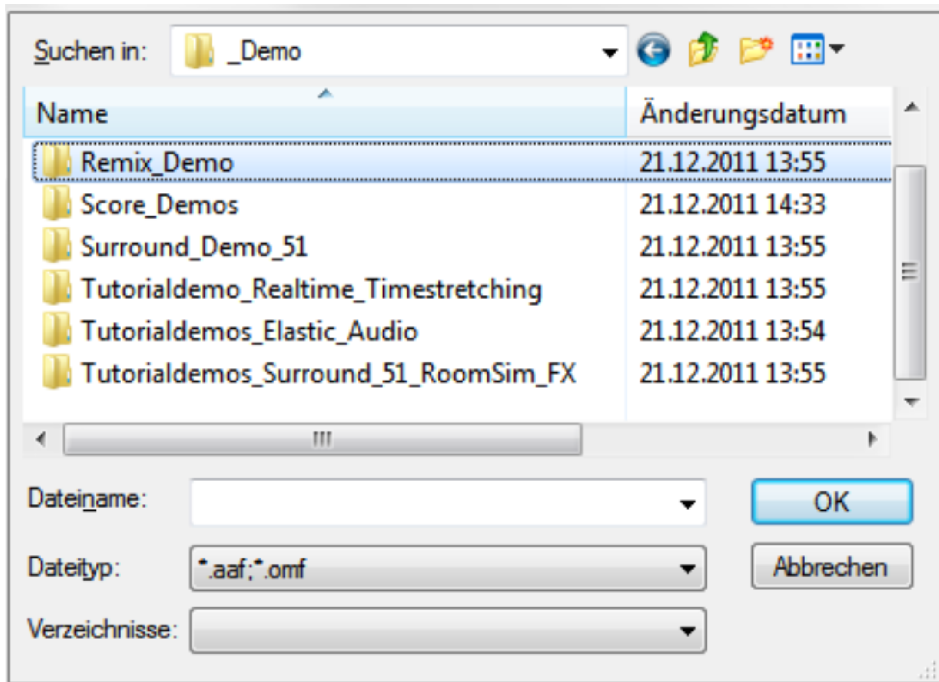 Suchen in: _Demo
Name Änderungsdatum
Remix_Demo 21.12.2011 13:55
Score_Demos 21.12.2011 14:33
Surround_Demo_51 21.12.2011 13:55
Tutorialdemo_Realtime_Timestretching 21.12.2011 13:55
Tutorialdemos_Elastic_Audio 21.12.2011 13:54
Tutorialdemos_Surround_51_RoomSim_FX 21.12.2011 13:55
Dateiname: OK
Dateityp: *.aaf;*.omf Abbrechen
Verzeichnisse: